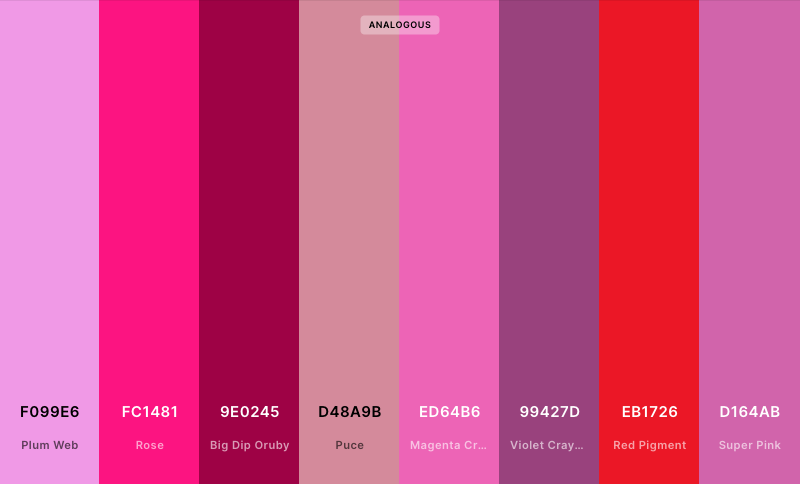 ANALOGOUS
F099E6 FC1481 9E0245 D48A9B ED64B6 99427D EB1726 D164AB
Plum Web Rose Big Dip Oruby Puce Magenta Cr... Violet Cray... Red Pigment Super Pink